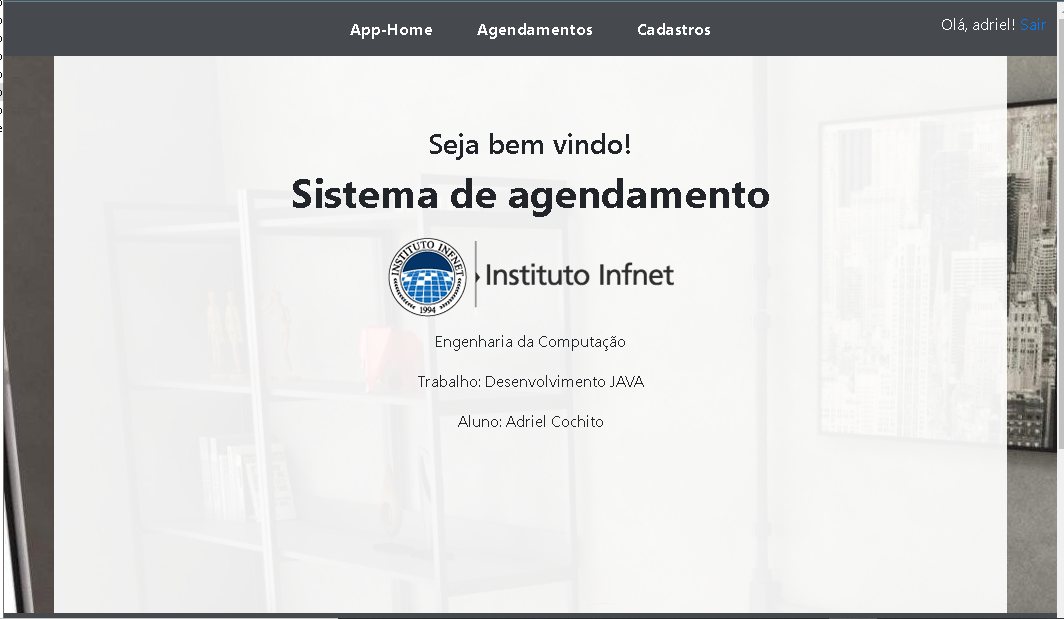 App-Home Agendamentos Cadastros Olá, adriel! Sair
Seja bem vindo!
Sistema de agendamento
INSTITUTO INFNET
1994
Instituto Infnet
Engenharia da Computação
Trabalho: Desenvolvimento JAVA
Aluno: Adriel Cochito